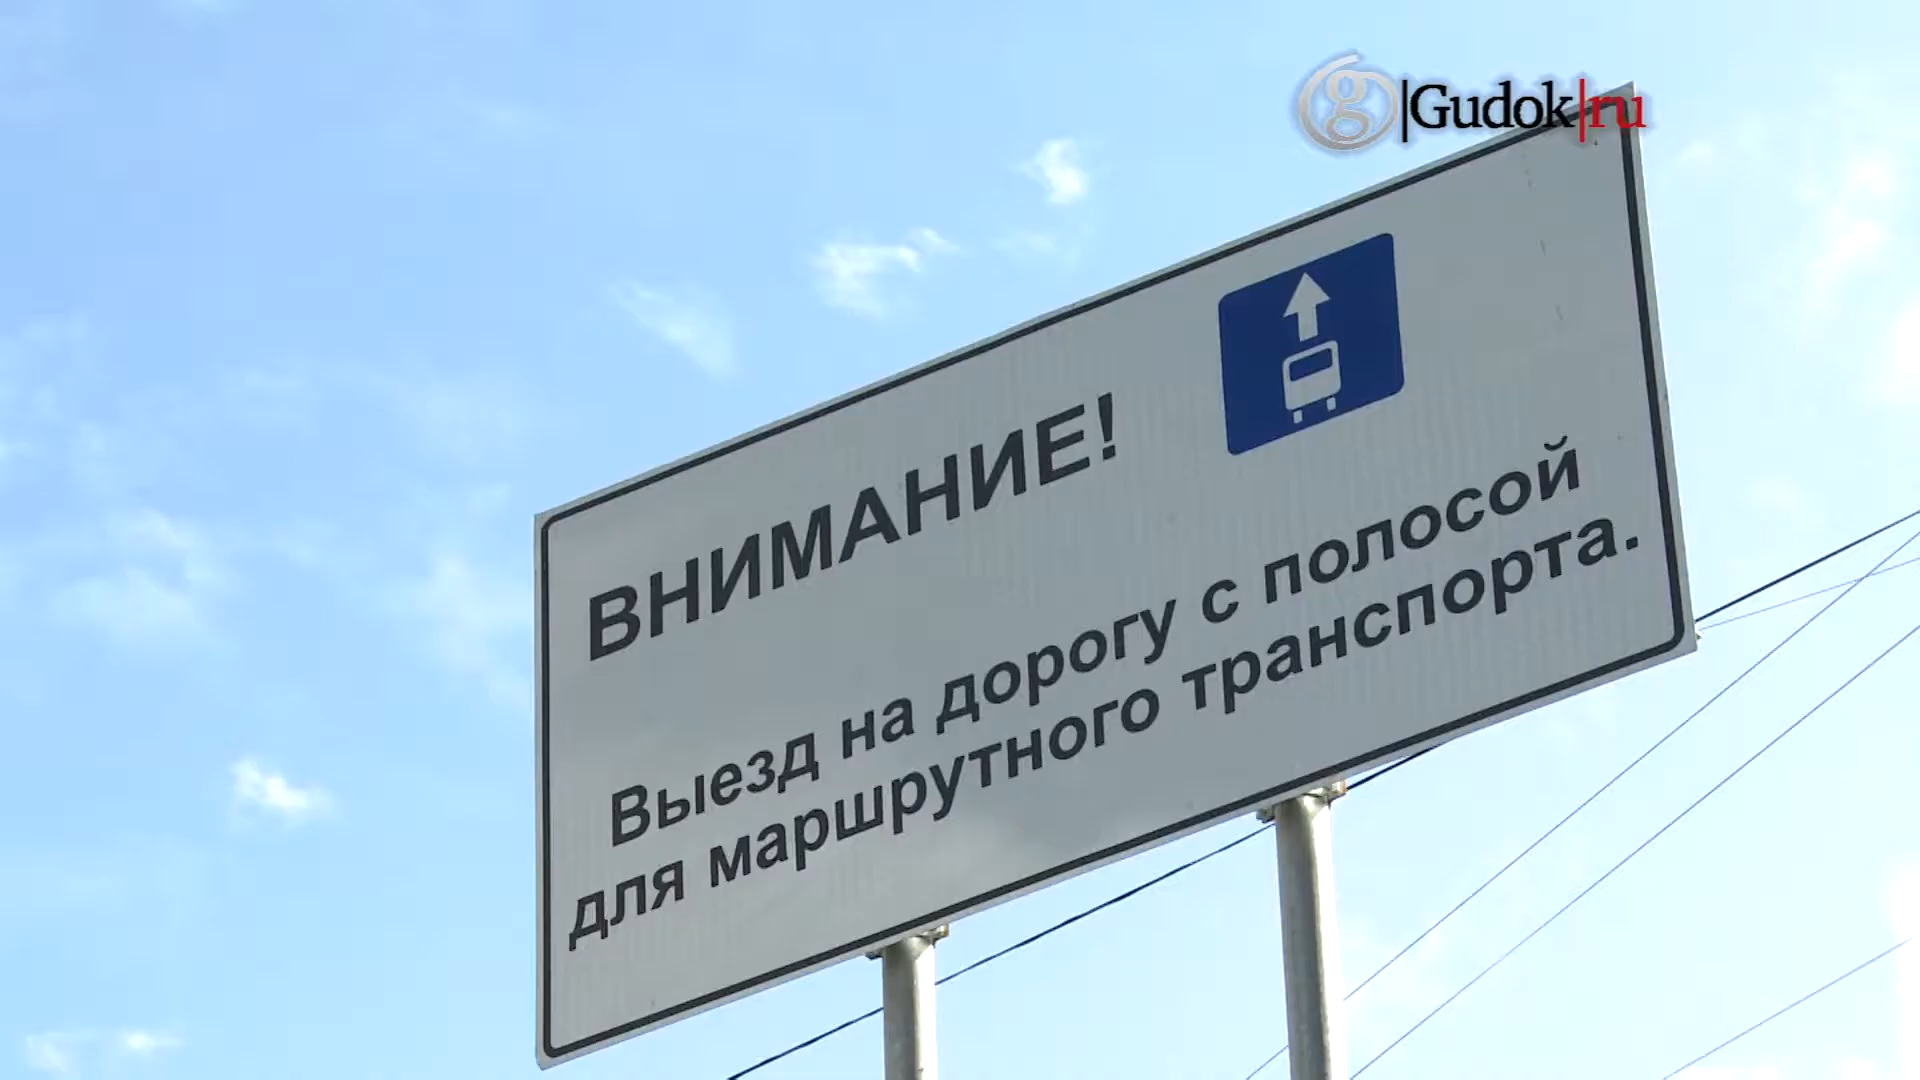 g|Gudok|ru
ВНИМАНИЕ!
Выезд на дорогу с полосой
для маршрутного транспорта.